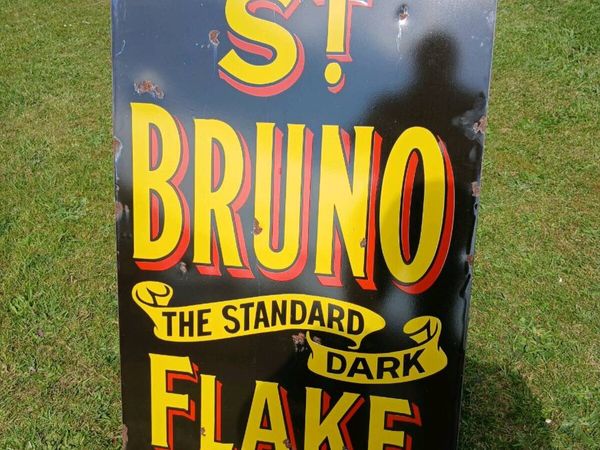 ST.
BRUNO
THE STANDARD
DARK
FLAKE